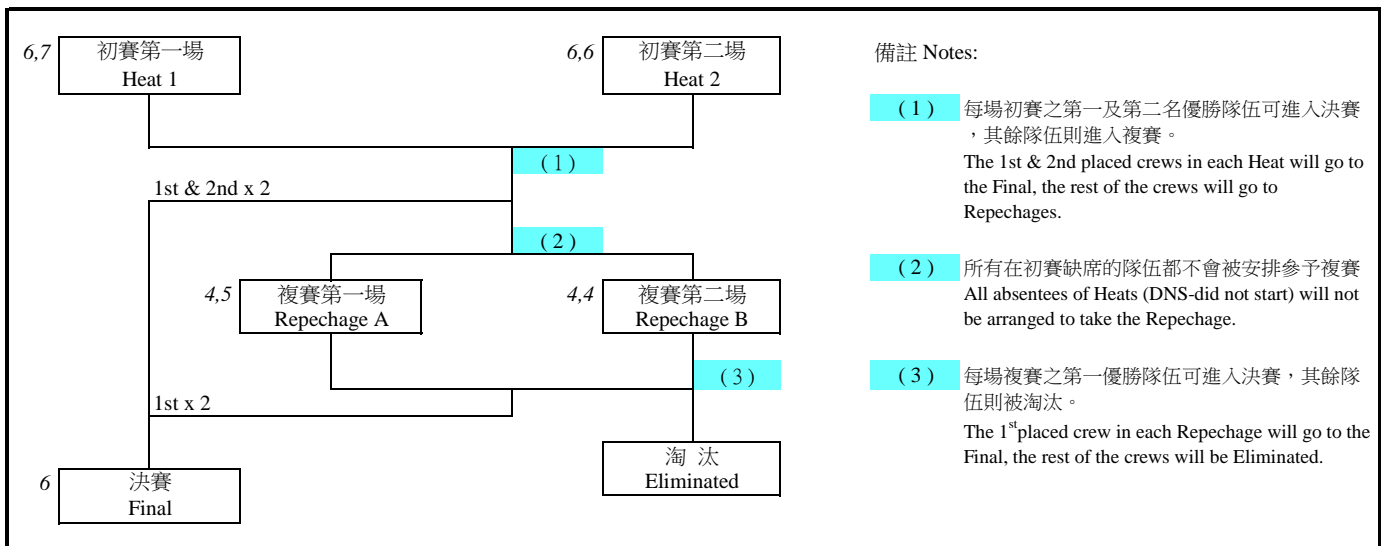 6,7
初賽第一場
Heat 1
6,6
初賽第二場
Heat 2
(1)
1st & 2nd x 2
(2)
4,5
複賽第一場
Repechage A
4,4
複賽第二場
Repechage B
(3)
1st x 2
淘 汰
Eliminated
6
決賽
Final
備註 Notes:
(1) 每場初賽之第一及第二名優勝隊伍可進入決賽
，其餘隊伍則進入複賽。
The 1st & 2nd placed crews in each Heat will go to
the Final, the rest of the crews will go to
Repechages.
(2) 所有在初賽缺席的隊伍都不會被安排參予複賽
All absentees of Heats (DNS-did not start) will not
be arranged to take the Repechage.
(3) 每場複賽之第一優勝隊伍可進入決賽，其餘隊
伍則被淘汰。
The 1st placed crew in each Repechage will go to the
Final, the rest of the crews will be Eliminated.